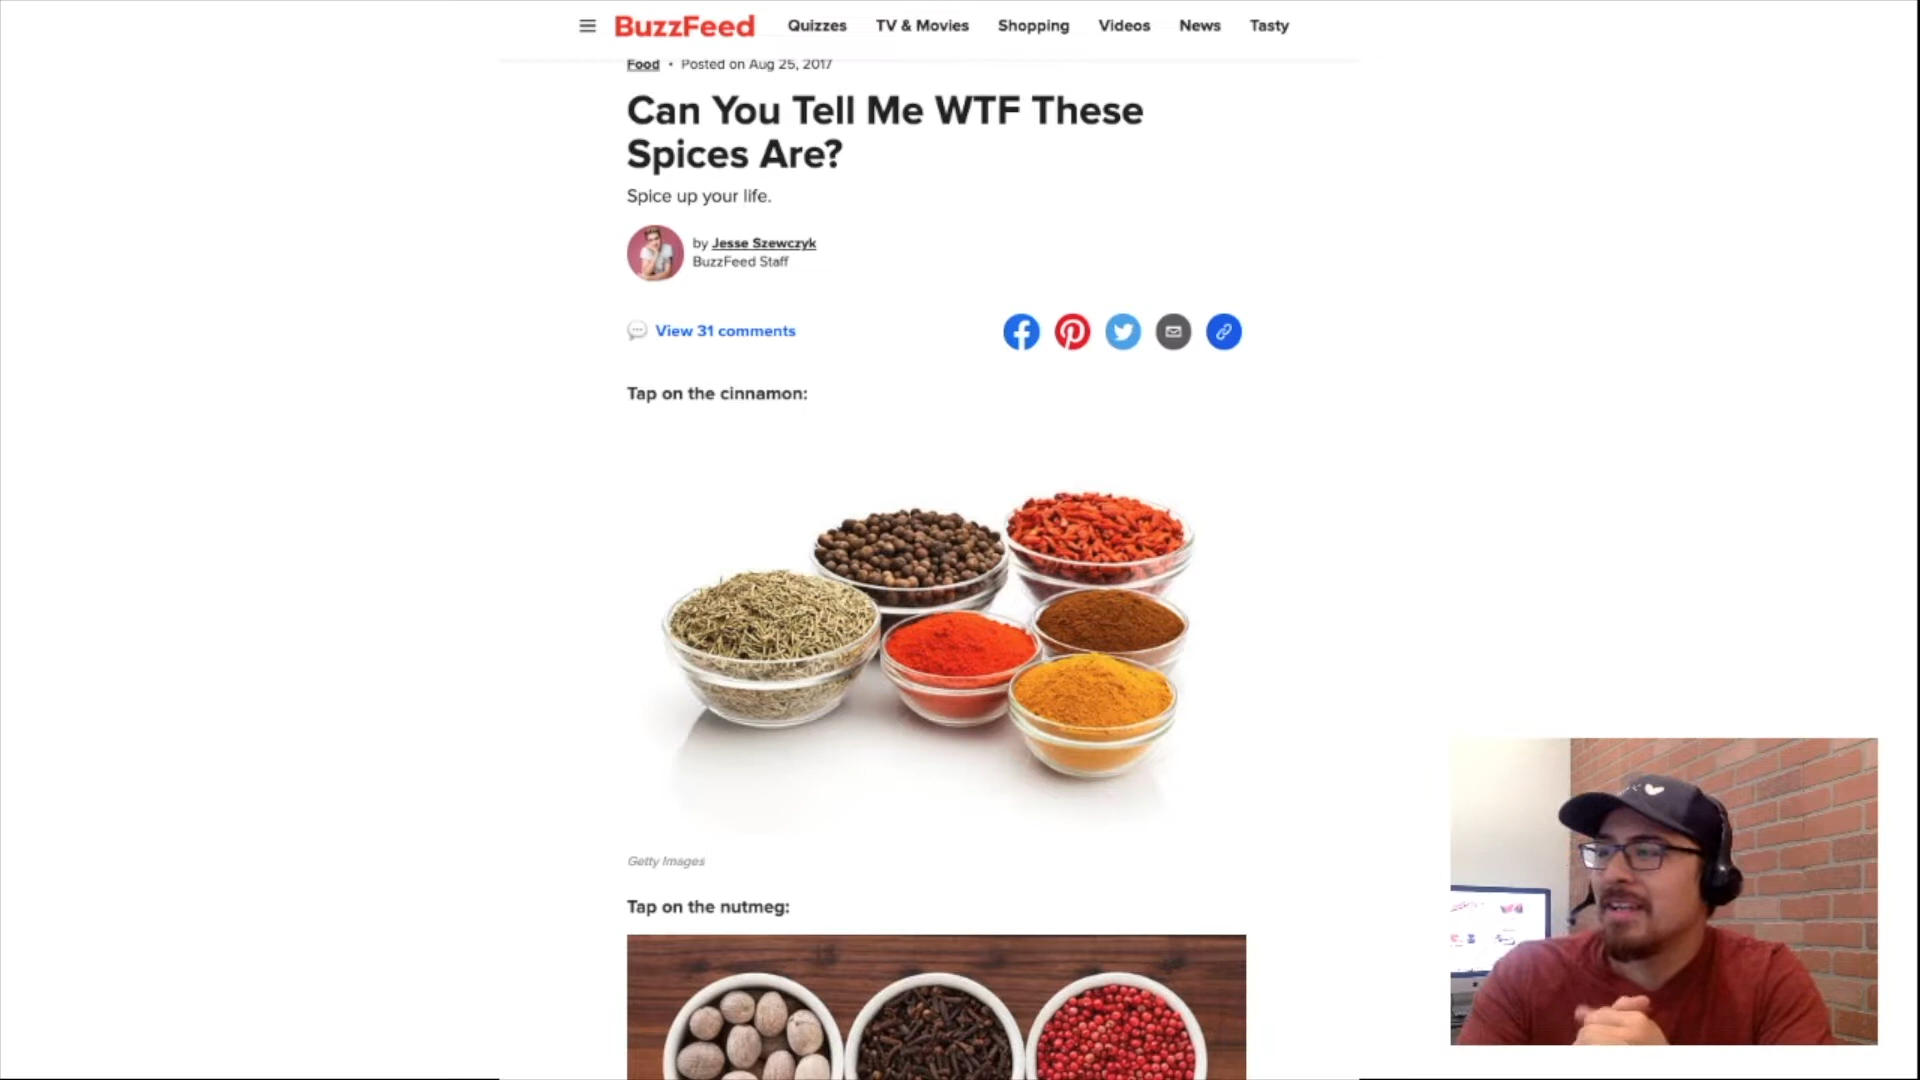 BuzzFeed Quizzes TV & Movies Shopping Videos News Tasty
Food • Posted on Aug 25, 2017
Can You Tell Me WTF These
Spices Are?
Spice up your life.
by Jesse Szewczyk
BuzzFeed Staff
View 31 comments
Tap on the cinnamon:
Getty Images
Tap on the nutmeg: